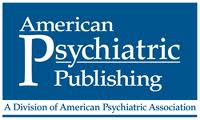 American
Psychiatric
Publishing
A Division of American Psychiatric Association